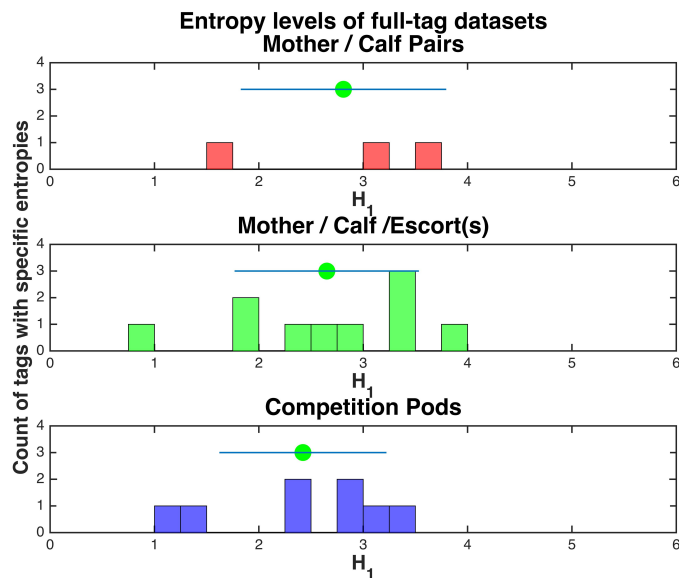 Entropy levels of full-tag datasets
Mother / Calf Pairs
4
3
2
1
0
0 1 2 3 4 5 6
H1
Mother / Calf /Escort(s)
4
3
2
1
0
0 1 2 3 4 5 6
H1
Competition Pods
4
3
2
1
0
0 1 2 3 4 5 6
H1
Count of tags with specific entropies